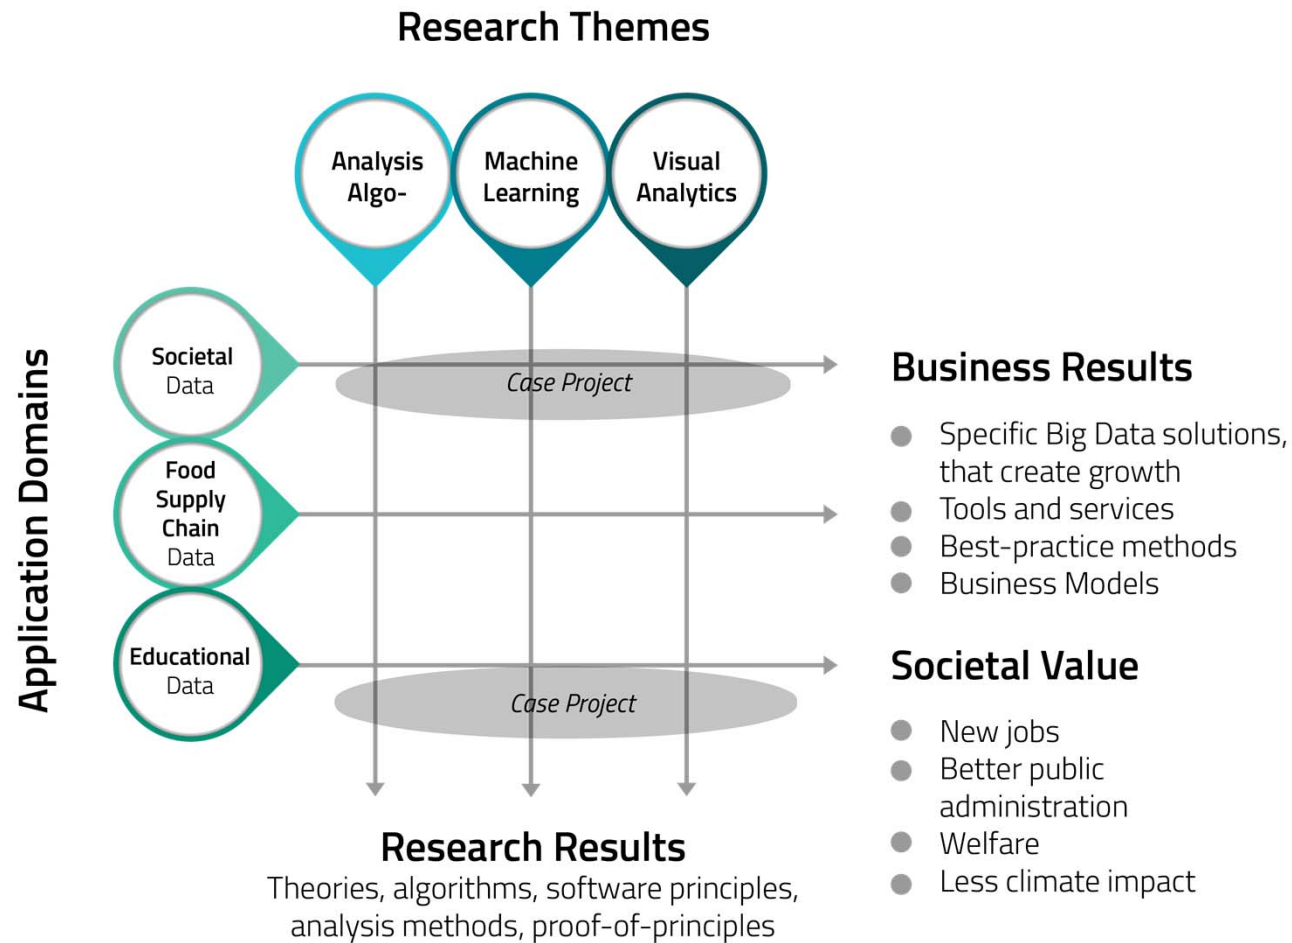 Research Themes
Analysis
Algo-
Machine
Learning
Visual
Analytics
Application Domains
Societal
Data
Food
Supply
Chain
Data
Educational
Data
Case Project
Case Project
Business Results
Specific Big Data solutions,
that create growth
Tools and services
Best-practice methods
Business Models
Societal Value
New jobs
Better public
administration
Welfare
Less climate impact
Research Results
Theories, algorithms, software principles,
analysis methods, proof-of-principles